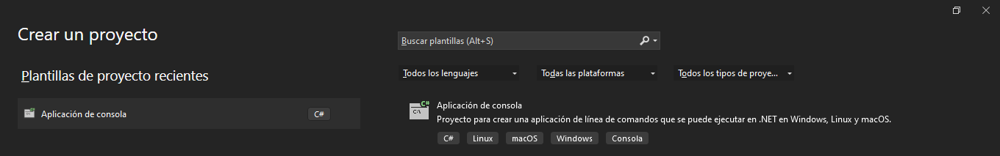 Crear un proyecto
Buscar plantillas (Alt+S)
Plantillas de proyecto recientes
Todos los lenguajes
Todas las plataformas
Todos los tipos de proye...
Aplicación de consola
C#
C#
C:\
Aplicación de consola
Proyecto para crear una aplicación de línea de comandos que se puede ejecutar en .NET en Windows, Linux y macOS.
C#
Linux
macOS
Windows
Consola